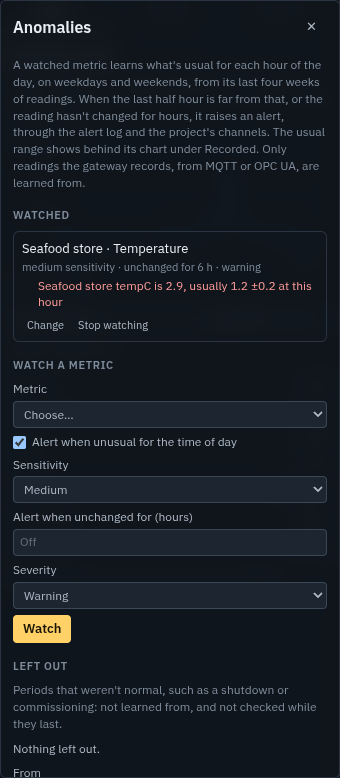 Anomalies ×
A watched metric learns what's usual for each hour of the
day, on weekdays and weekends, from its last four weeks
of readings. When the last half hour is far from that, or the
reading hasn't changed for hours, it raises an alert,
through the alert log and the project's channels. The usual
range shows behind its chart under Recorded. Only
readings the gateway records, from MQTT or OPC UA, are
learned from.
WATCHED
Seafood store · Temperature
medium sensitivity · unchanged for 6 h · warning
Seafood store tempC is 2.9, usually 1.2 ±0.2 at this
hour
Change Stop watching
WATCH A METRIC
Metric
Choose...
Alert when unusual for the time of day
Sensitivity
Medium
Alert when unchanged for (hours)
Off
Severity
Warning
Watch
LEFT OUT
Periods that weren't normal, such as a shutdown or
commissioning: not learned from, and not checked while
they last.
Nothing left out.
From